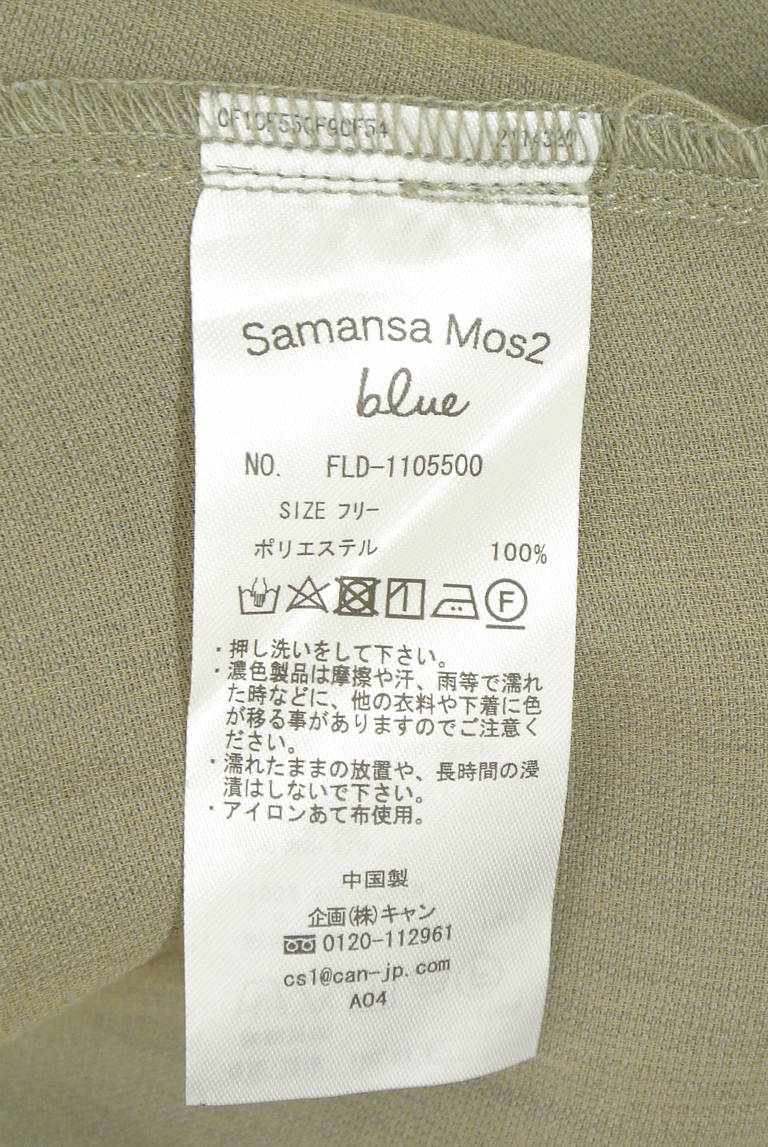 Samansa Mos2
blue
NO. FLD-1105500
SIZE フリー
ポリエステル 100%
F
・押し洗いをして下さい。
・濃色製品は摩擦や汗、雨等で濡れ
た時などに、他の衣料や下着に色
が移る事がありますのでご注意く
ださい。
・濡れたままの放置や、長時間の浸
漬はしないで下さい。
・アイロンあて布使用。
中国製
企画(株)キャン
0120-112961
cs1@can-jp.com
A04